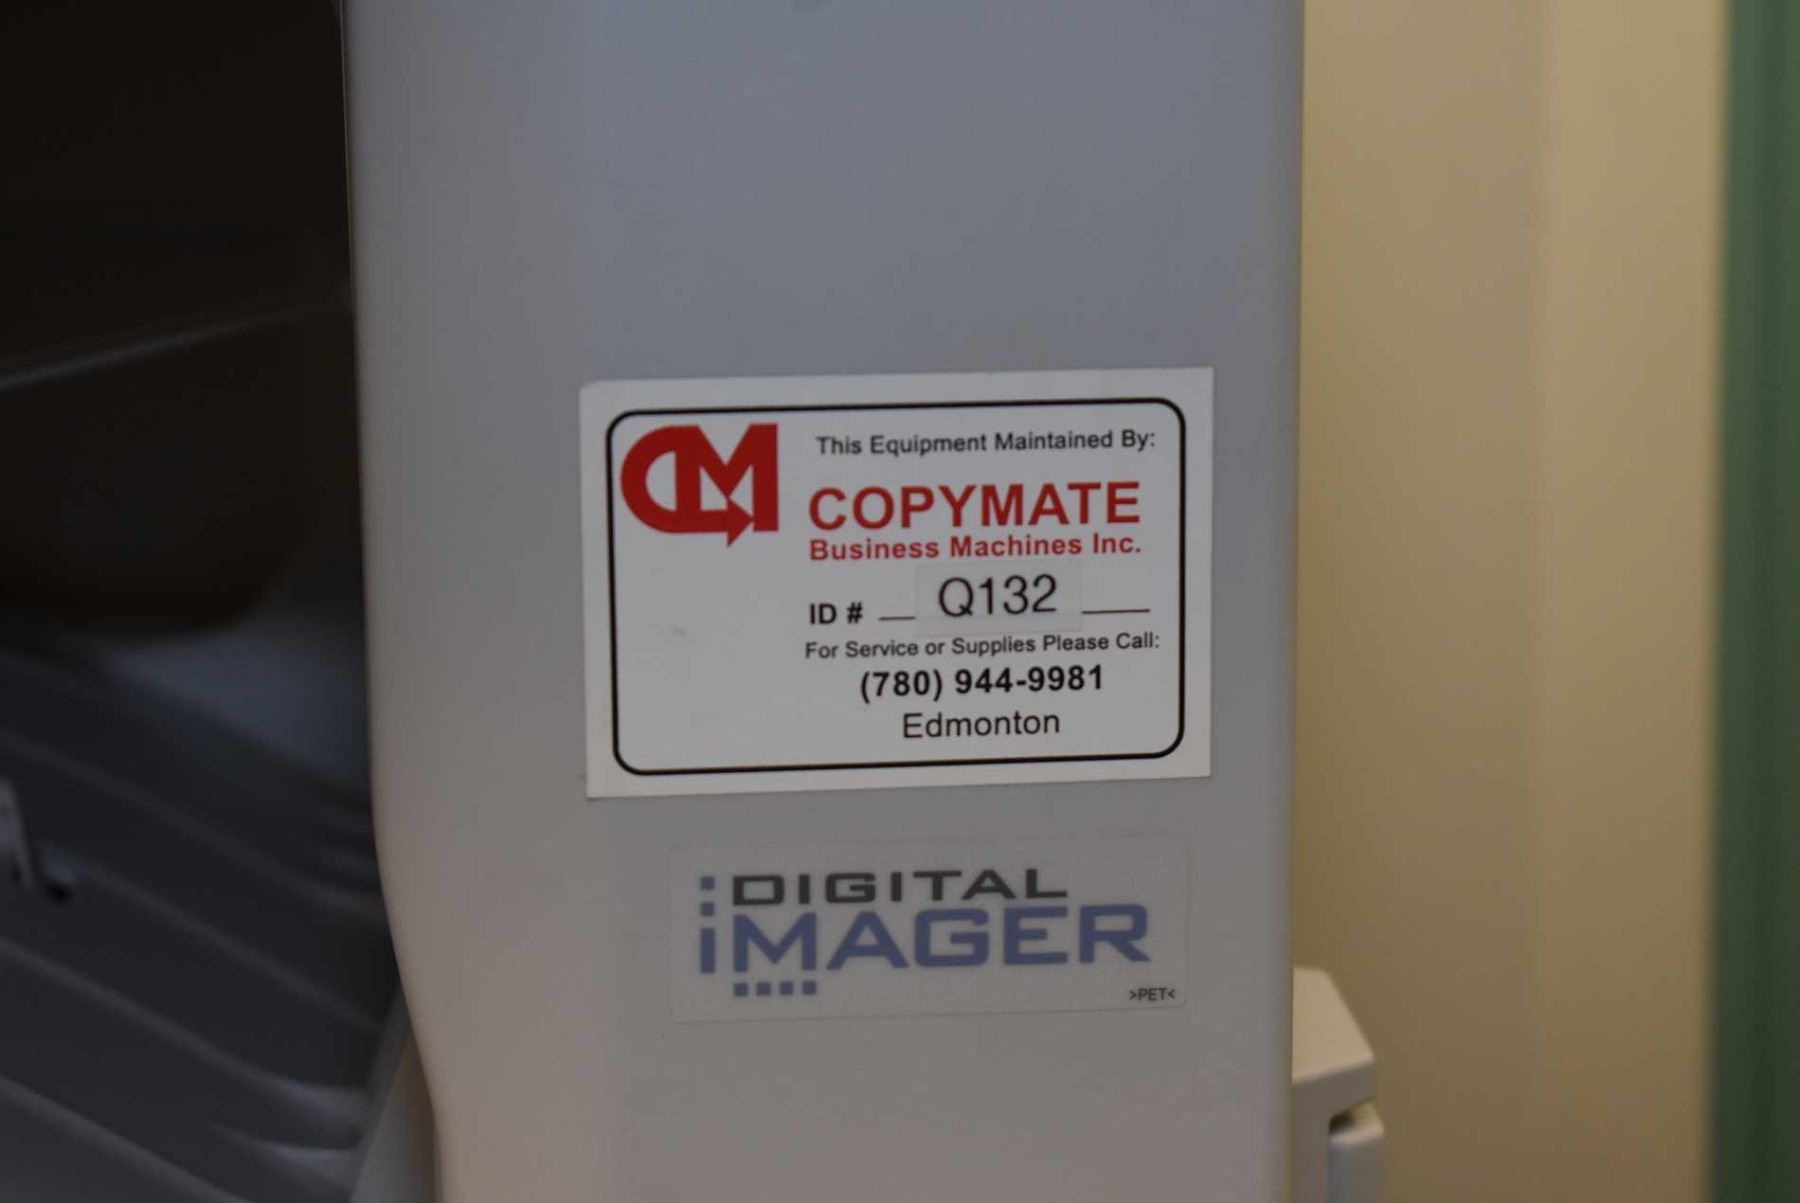 CM
This Equipment Maintained By:
COPYMATE
Business Machines Inc.
ID # Q132
For Service or Supplies Please Call:
(780) 944-9981
Edmonton
DIGITAL
iMAGER
>PET<